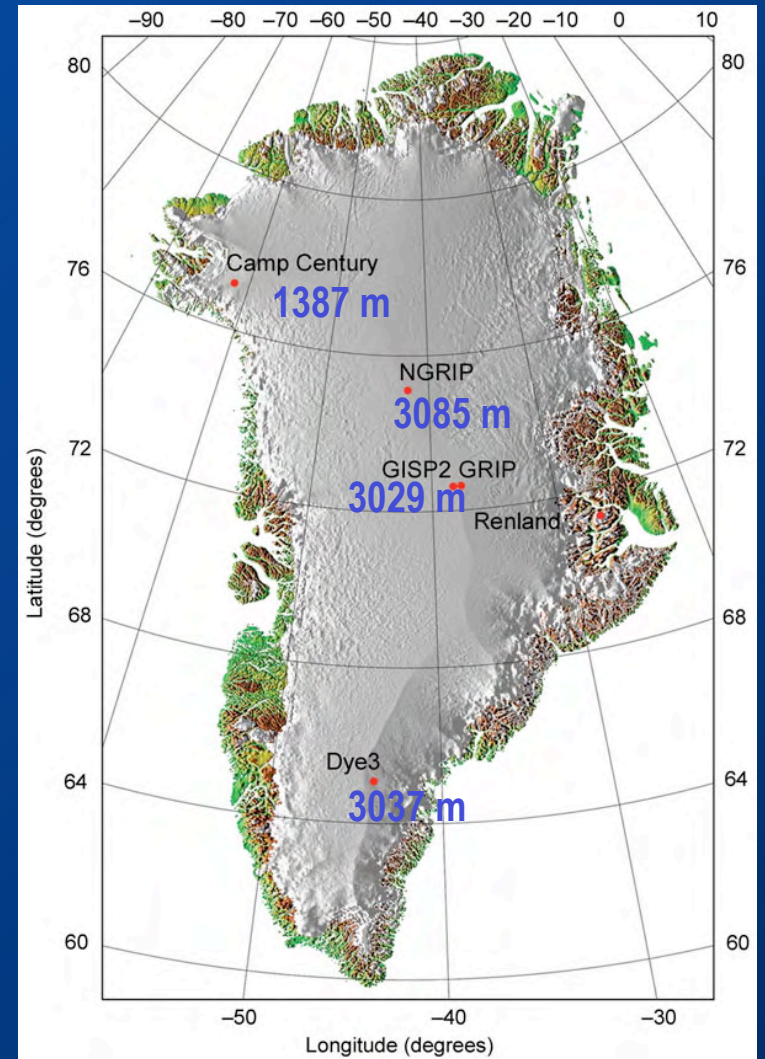 –90 –80 –70 –60 –50 –40 –30 –20 –10 0 10
80 80
Camp Century
76 76
1387 m
NGRIP
3085 m
72 72
GISP2 GRIP
3029 m
Renland
Latitude (degrees)
68 68
Dye3
64 64
3037 m
60 60
–50 –40 –30
Longitude (degrees)